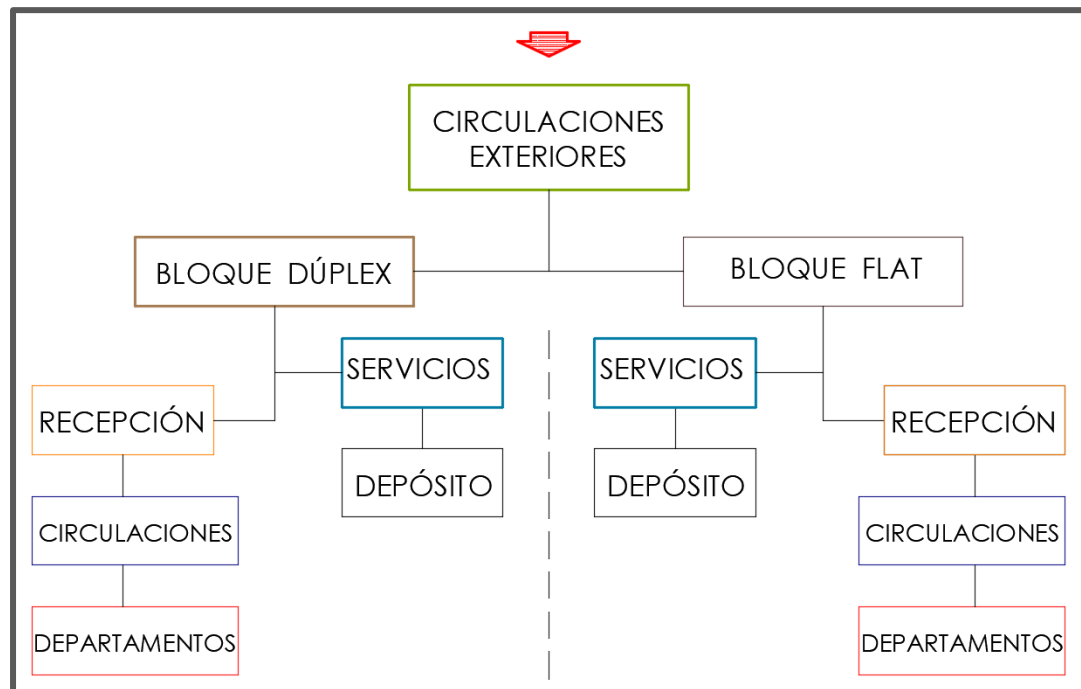 CIRCULACIONES
EXTERIORES
BLOQUE DÚPLEX
BLOQUE FLAT
SERVICIOS
SERVICIOS
RECEPCIÓN
RECEPCIÓN
DEPÓSITO
DEPÓSITO
CIRCULACIONES
CIRCULACIONES
DEPARTAMENTOS
DEPARTAMENTOS